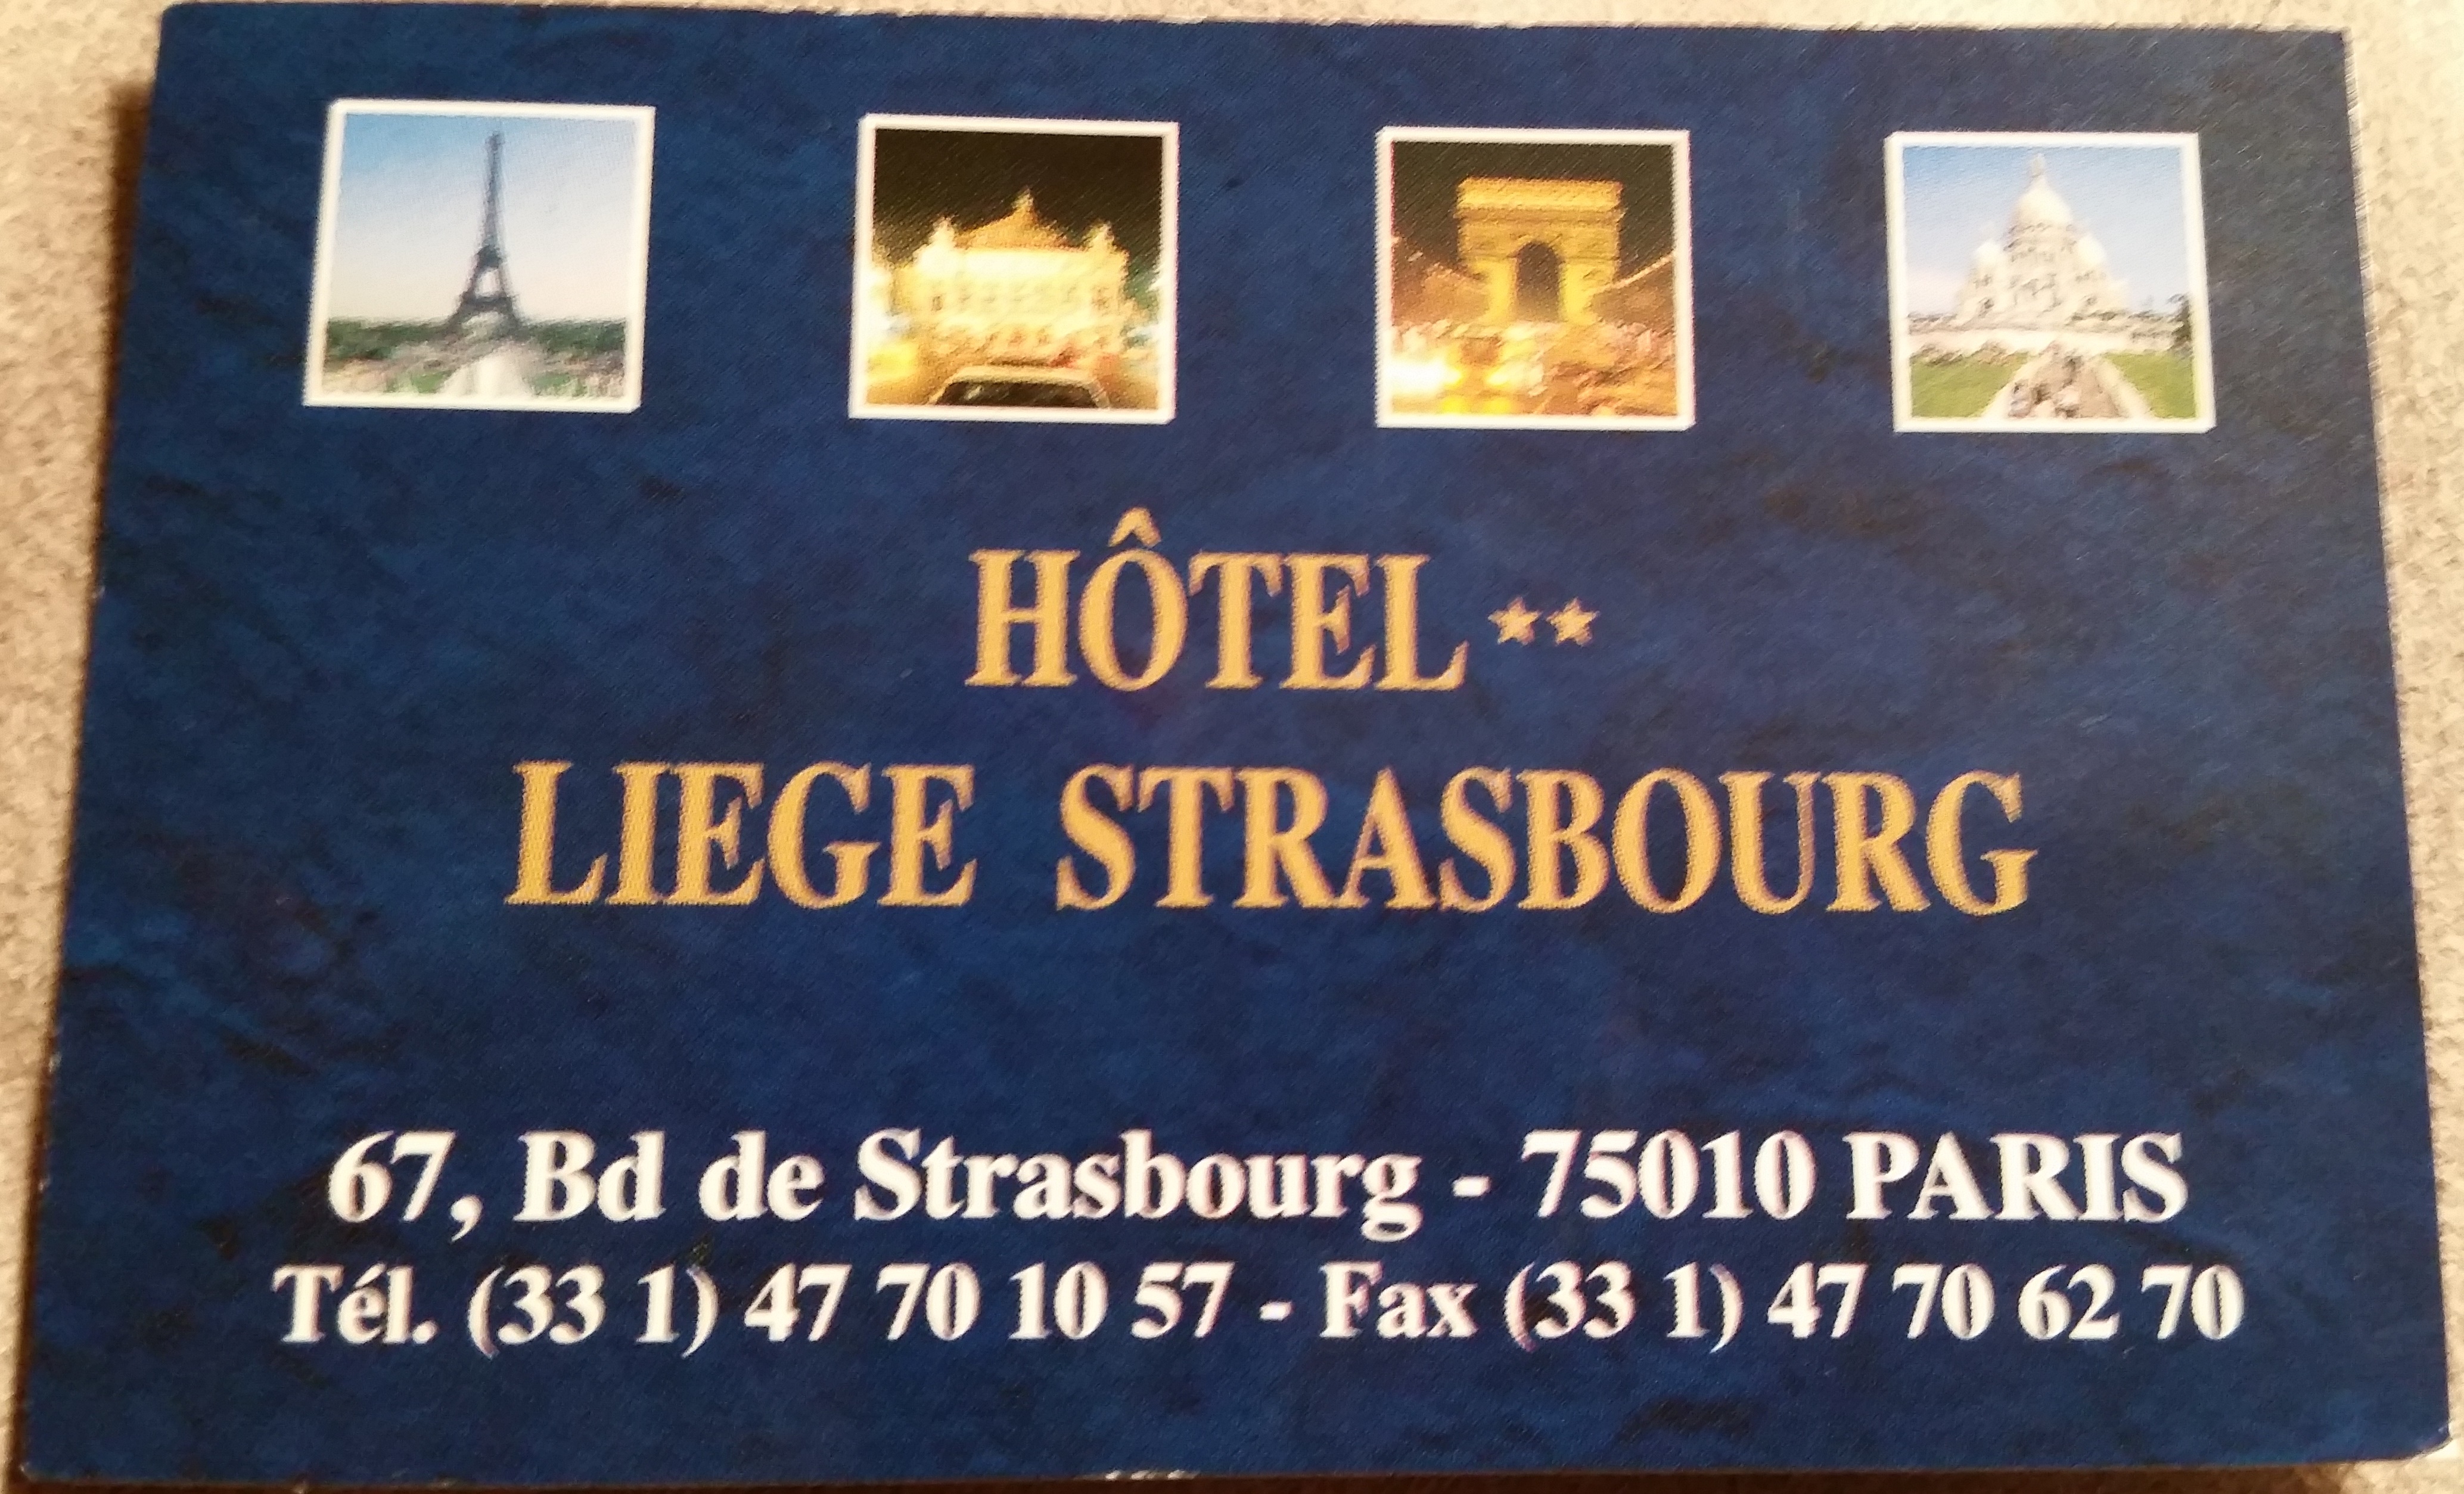 HÔTEL ★★
LIEGE STRASBOURG
67, Bd de Strasbourg - 75010 PARIS
Tél. (33 1) 47 70 10 57 - Fax (33 1) 47 70 62 70